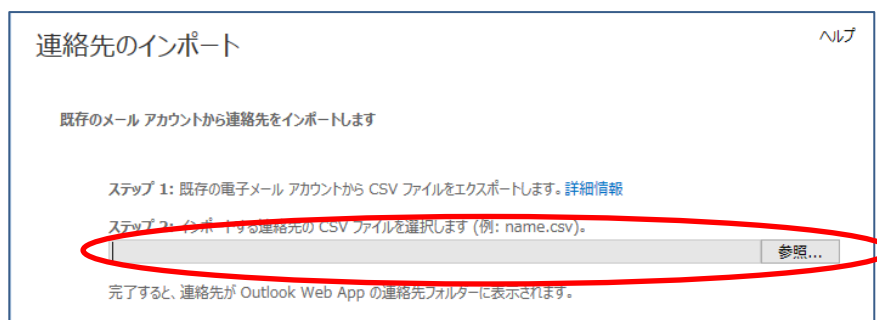 連絡先のインポート
ヘルプ
既存のメール アカウントから連絡先をインポートします
ステップ 1: 既存の電子メール アカウントから CSV ファイルをエクスポートします。詳細情報
ステップ 2: インポートする連絡先の CSV ファイルを選択します (例: name.csv)。
参照...
完了すると、連絡先が Outlook Web App の連絡先フォルダーに表示されます。